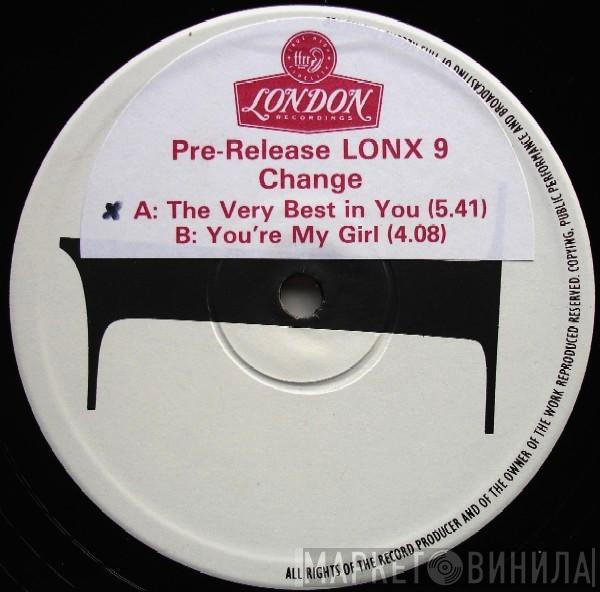 FULL FREQUENCY
LONDON
RECORDINGS
Pre-Release LONX 9
Change
x A: The Very Best in You (5.41)
B: You're My Girl (4.08)
ALL RIGHTS OF THE RECORD PRODUCER AND OF THE OWNER OF THE WORK REPRODUCED RESERVED. COPYING, PUBLIC PERFORMANCE AND BROADCASTING OF THIS
МАРКЕТ ВИНИЛА